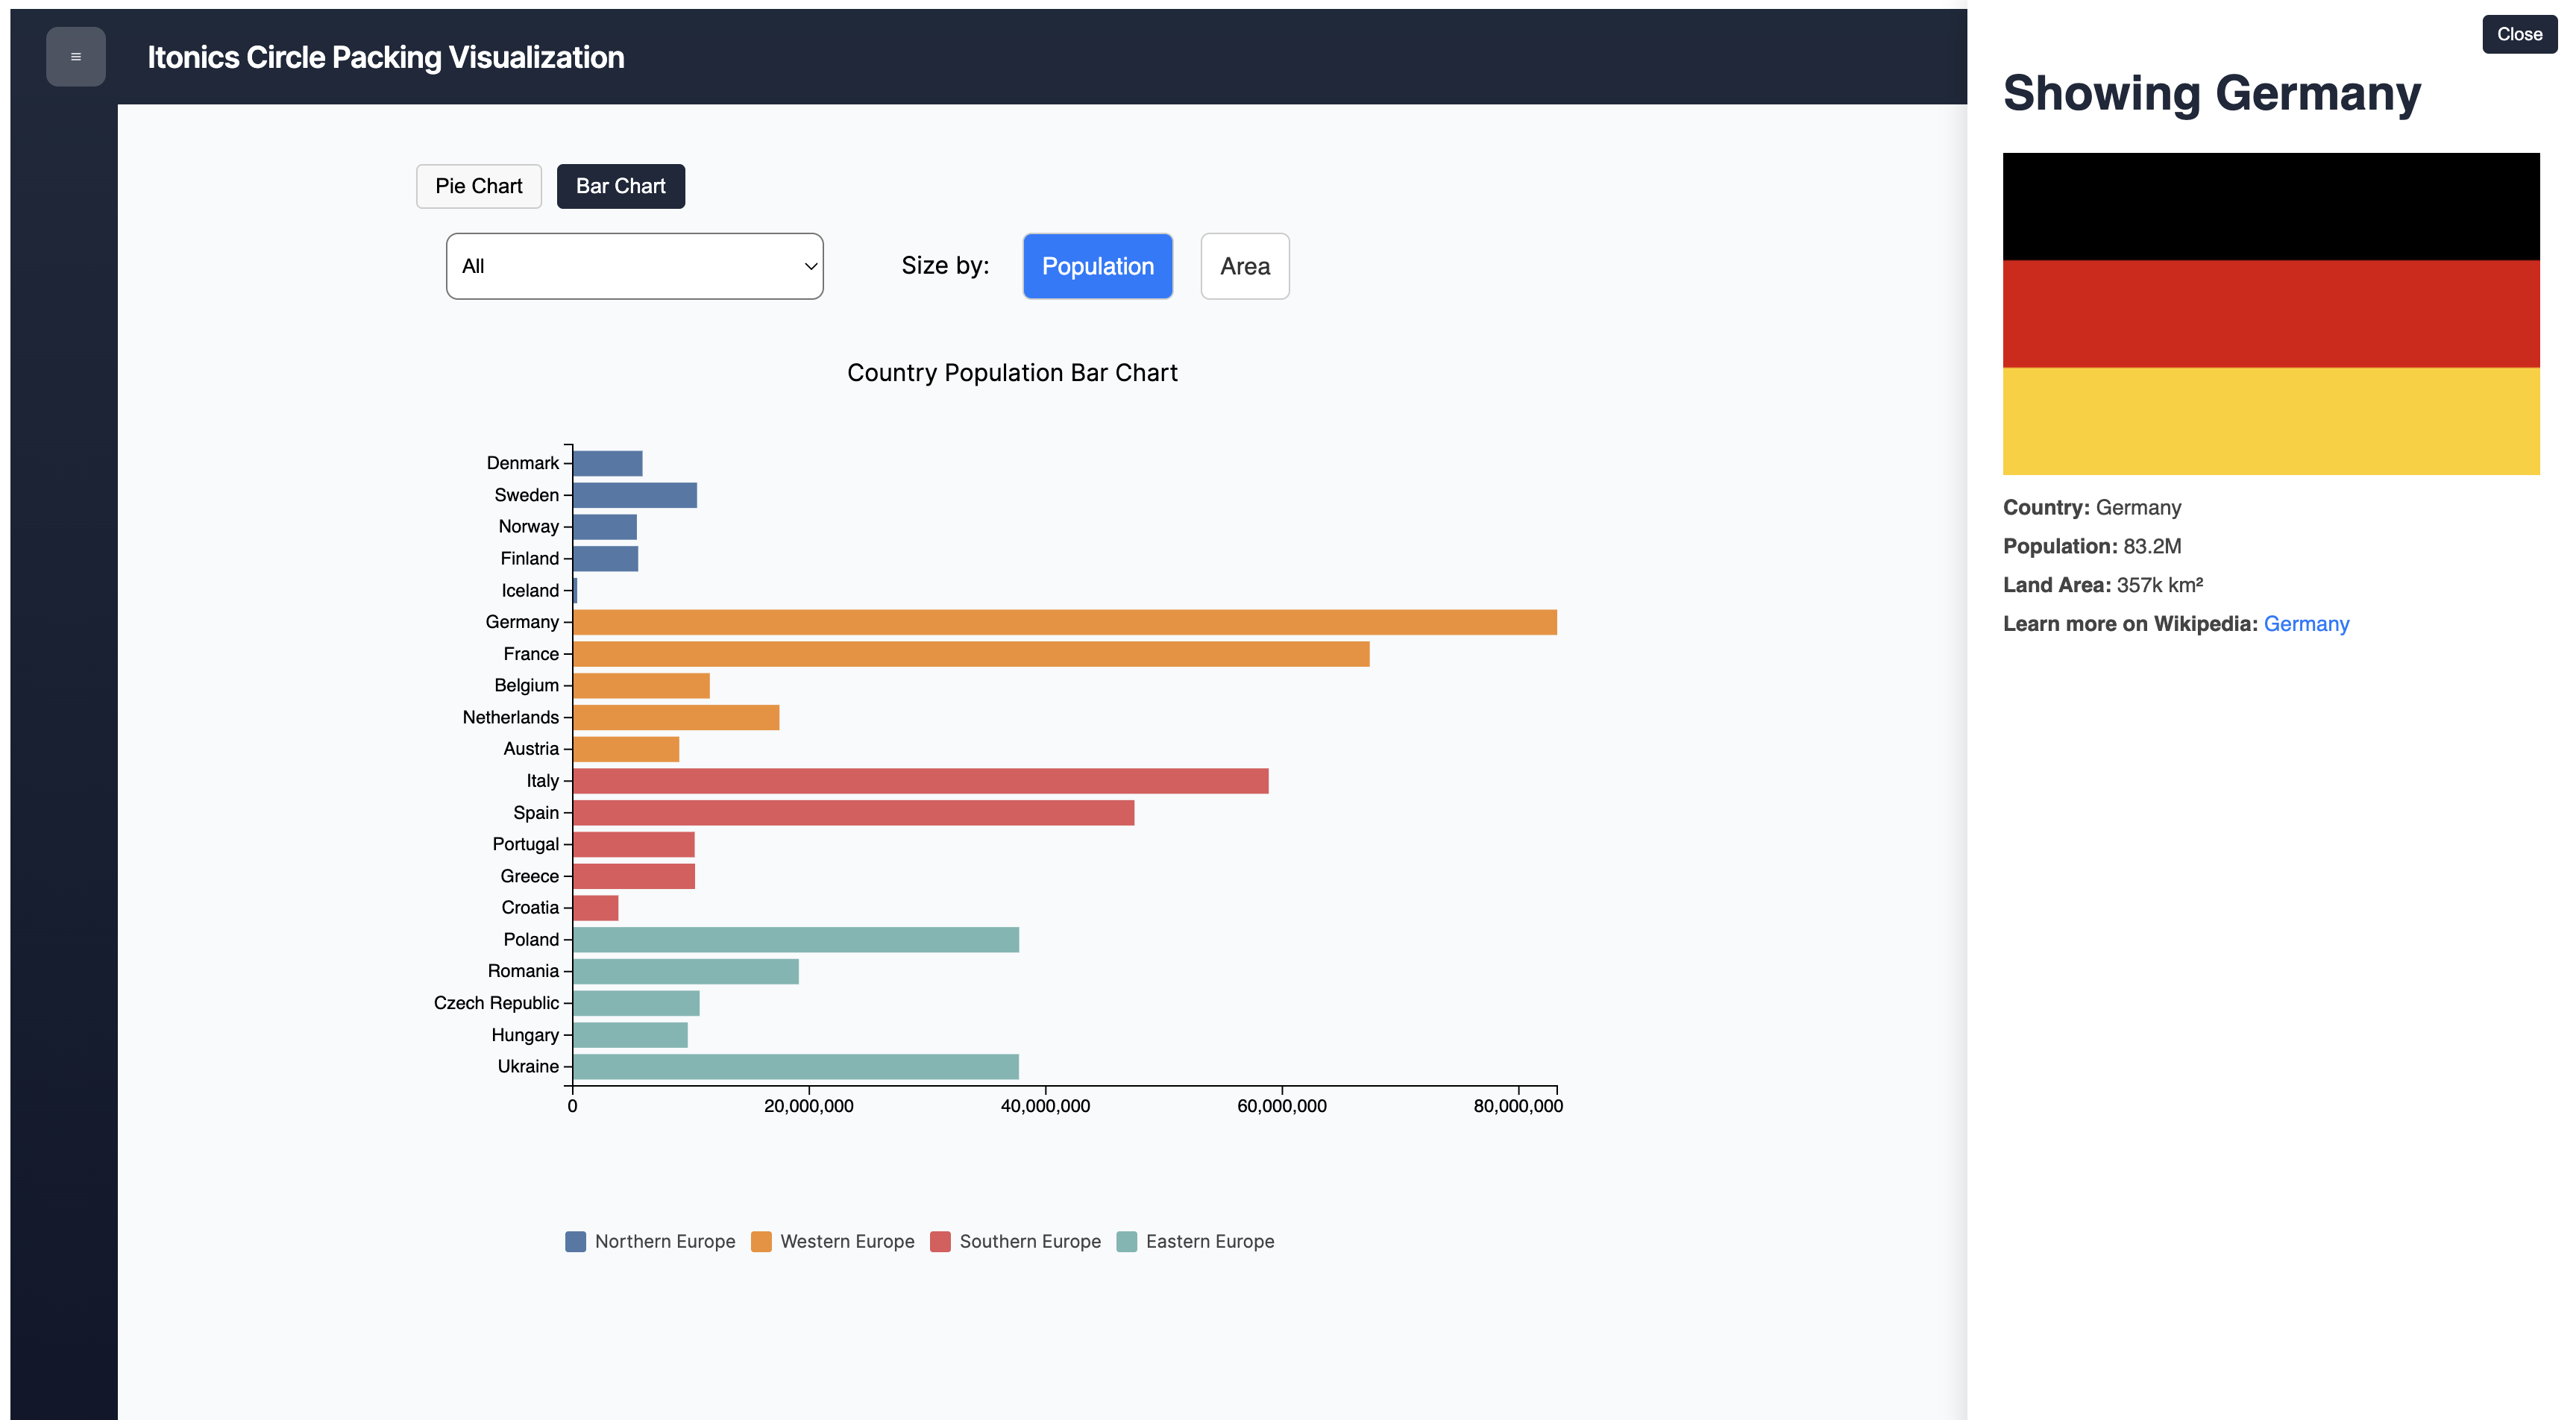 ≡
Itonics Circle Packing Visualization
Pie Chart
Bar Chart
All
Size by:
Population
Area
Country Population Bar Chart
Denmark
Sweden
Norway
Finland
Iceland
Germany
France
Belgium
Netherlands
Austria
Italy
Spain
Portugal
Greece
Croatia
Poland
Romania
Czech Republic
Hungary
Ukraine
0 20,000,000 40,000,000 60,000,000 80,000,000
Northern Europe Western Europe Southern Europe Eastern Europe
Close
Showing Germany
Country: Germany
Population: 83.2M
Land Area: 357k km²
Learn more on Wikipedia: Germany